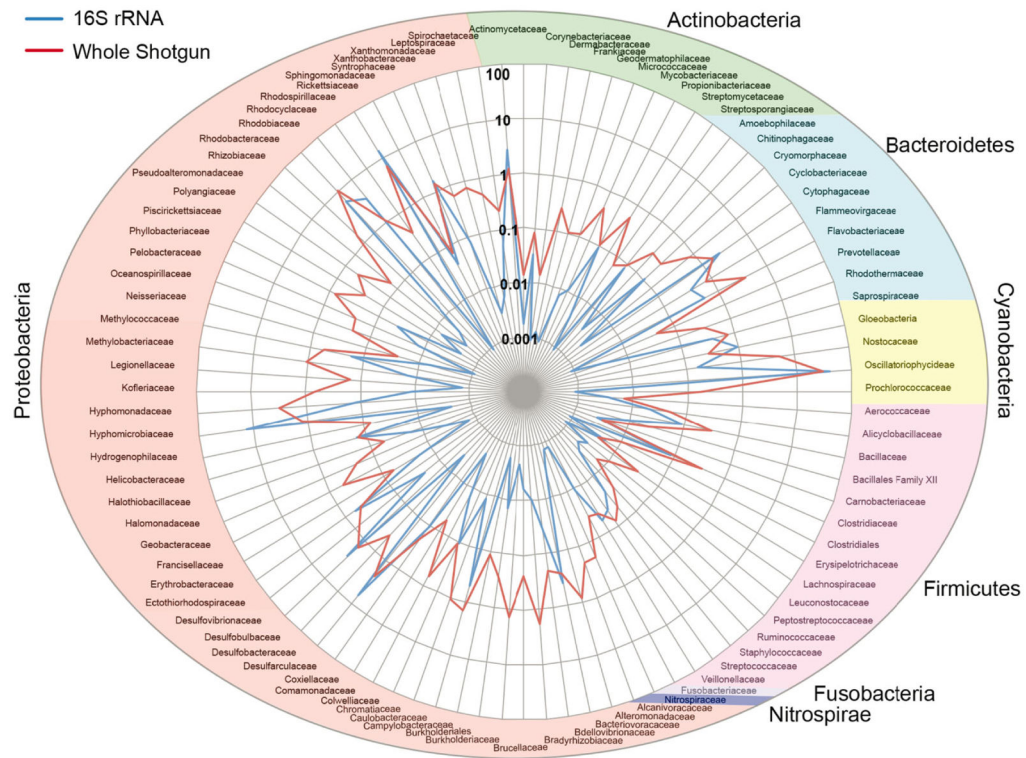 16S rRNA
Whole Shotgun
Actinobacteria
Bacteroidetes
Cyanobacteria
Firmicutes
Fusobacteria
Nitrospirae
Proteobacteria
100
10
1
0.1
0.01
0.001
Actinomycetaceae
Corynebacteriaceae
Dermabacteraceae
Frankiaceae
Geodermatophilaceae
Micrococcaceae
Mycobacteriaceae
Propionibacteriaceae
Streptomycetaceae
Streptosporangiaceae
Amoebophilaceae
Chitinophagaceae
Cryomorphaceae
Cyclobacteriaceae
Cytophagaceae
Flammeovirgaceae
Flavobacteriaceae
Prevotellaceae
Rhodothermaceae
Saprospiraceae
Gloeobacteria
Nostocaceae
Oscillatoriophycideae
Prochlorococcaceae
Aerococcaceae
Alicyclobacillaceae
Bacillaceae
Bacillales Family XII
Carnobacteriaceae
Clostridiaceae
Clostridiales
Erysipelotrichaceae
Lachnospiraceae
Leuconostocaceae
Peptostreptococcaceae
Ruminococcaceae
Staphylococcaceae
Streptococcaceae
Veillonellaceae
Fusobacteriaceae
Nitrospiraceae
Alcanivoracaceae
Alteromonadaceae
Bacteriovoracaceae
Bdellovibrionaceae
Bradyrhizobiaceae
Brucellaceae
Burkholderiaceae
Burkholderiales
Campylobacteraceae
Caulobacteraceae
Chromatiaceae
Colwelliaceae
Comamonadaceae
Coxiellaceae
Desulfarculaceae
Desulfobacteraceae
Desulfobulbaceae
Desulfovibrionaceae
Ectothiorhodospiraceae
Erythrobacteraceae
Francisellaceae
Geobacteraceae
Halomonadaceae
Halothiobacillaceae
Helicobacteraceae
Hydrogenophilaceae
Hyphomicrobiaceae
Hyphomonadaceae
Kofleriaceae
Legionellaceae
Methylobacteriaceae
Methylococcaceae
Neisseriaceae
Oceanospirillaceae
Pelobacteraceae
Phyllobacteriaceae
Piscirickettsiaceae
Polyangiaceae
Pseudoalteromonadaceae
Rhizobiaceae
Rhodobacteraceae
Rhodobiaceae
Rhodocyclaceae
Rhodospirillaceae
Rickettsiaceae
Sphingomonadaceae
Syntrophaceae
Xanthobacteraceae
Xanthomonadaceae
Leptospiraceae
Spirochaetaceae